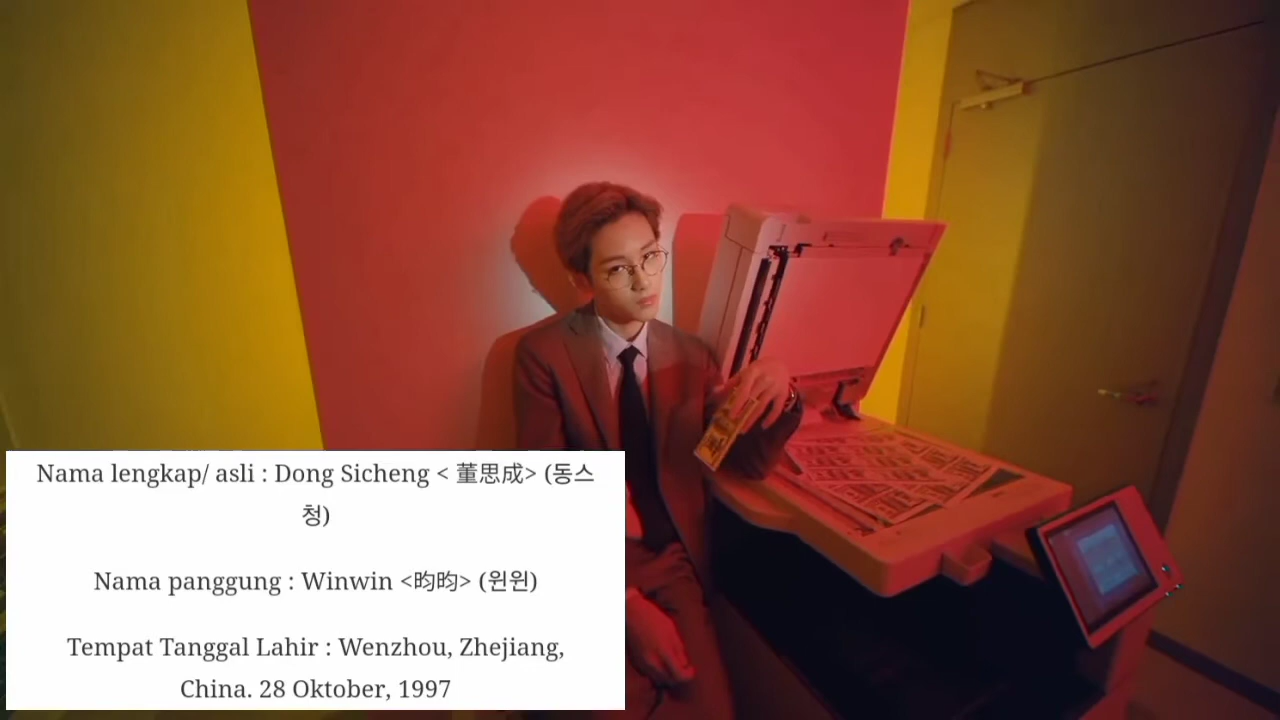 Nama lengkap/ asli : Dong Sicheng < 董思成> (동스
청)
Nama panggung : Winwin <昀昀> (윈윈)
Tempat Tanggal Lahir : Wenzhou, Zhejiang,
China. 28 Oktober, 1997